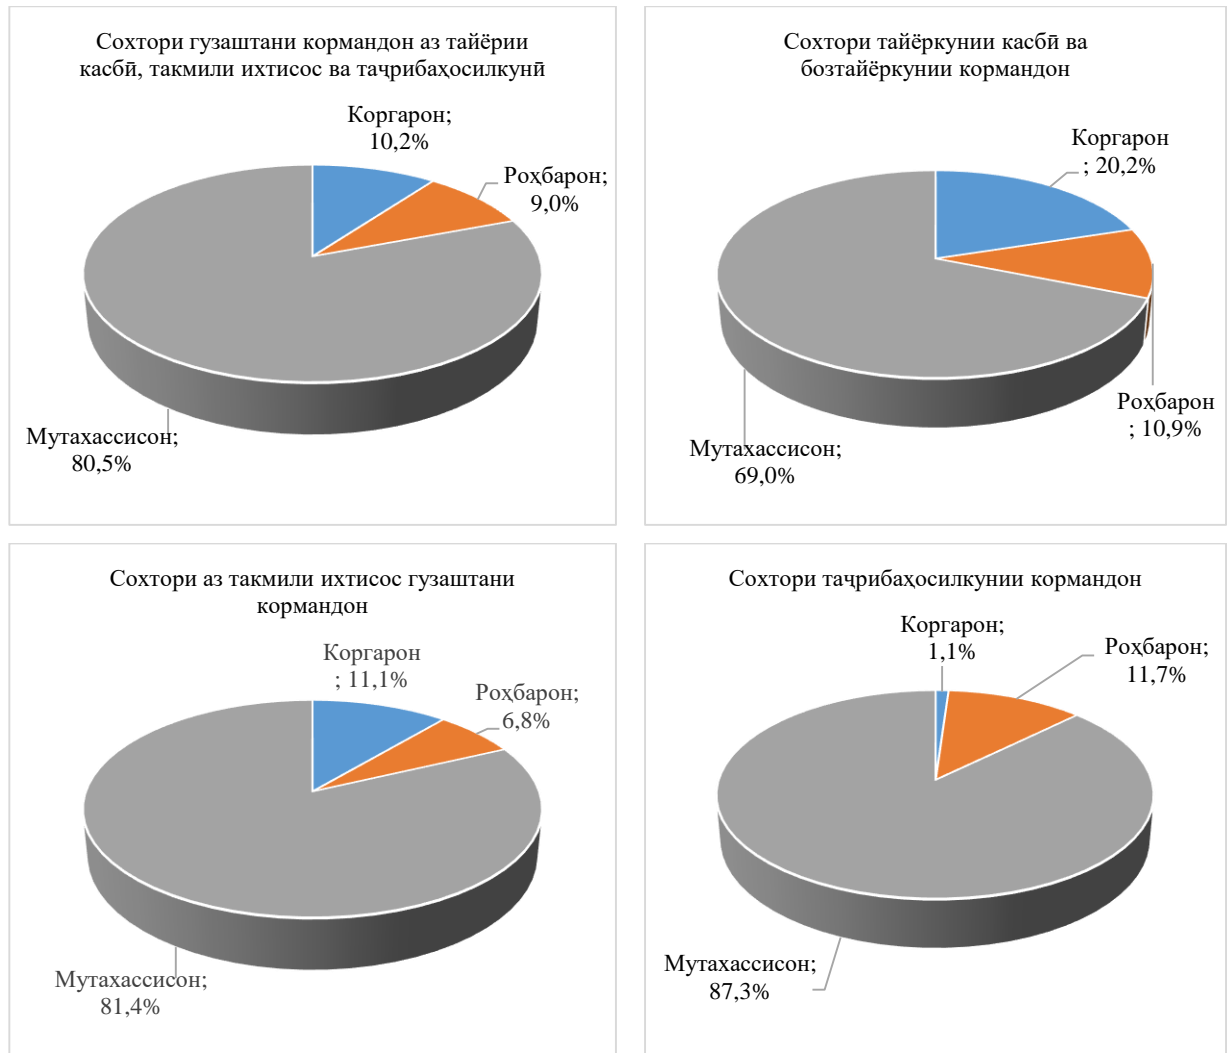 Сохтори гузаштани кормандон аз тайёрии
касбӣ, такмили ихтисос ва таҷрибаҳосилкунӣ
Коргарон;
10,2%
Роҳбарон;
9,0%
Мутахассисон;
80,5%
Сохтори тайёркунии касбӣ ва
бозтайёркунии кормандон
Коргарон
; 20,2%
Роҳбарон
; 10,9%
Мутахассисон;
69,0%
Сохтори аз такмили ихтисос гузаштани
кормандон
Коргарон
; 11,1%
Роҳбарон;
6,8%
Мутахассисон;
81,4%
Сохтори таҷрибаҳосилкунии кормандон
Коргарон;
1,1%
Роҳбарон;
11,7%
Мутахассисон;
87,3%